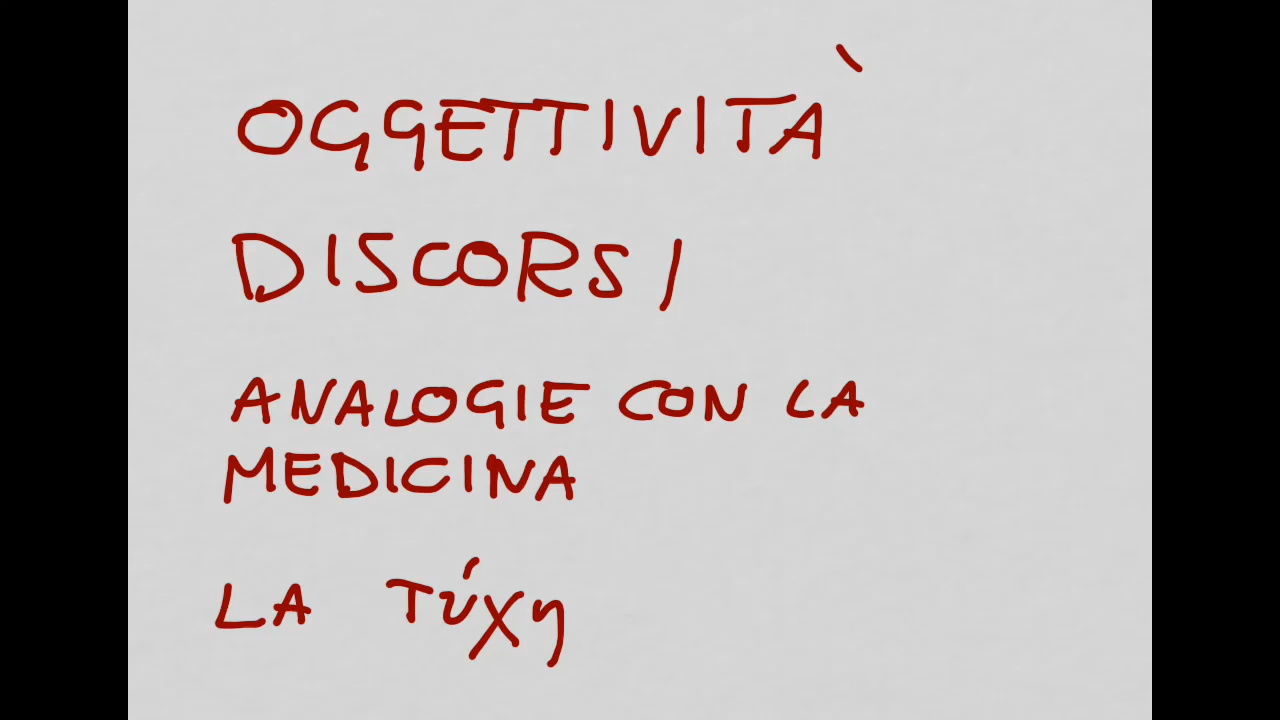 OGGETTIVITÀ
DISCORSI
ANALOGIE CON LA
MEDICINA
LA τύχη